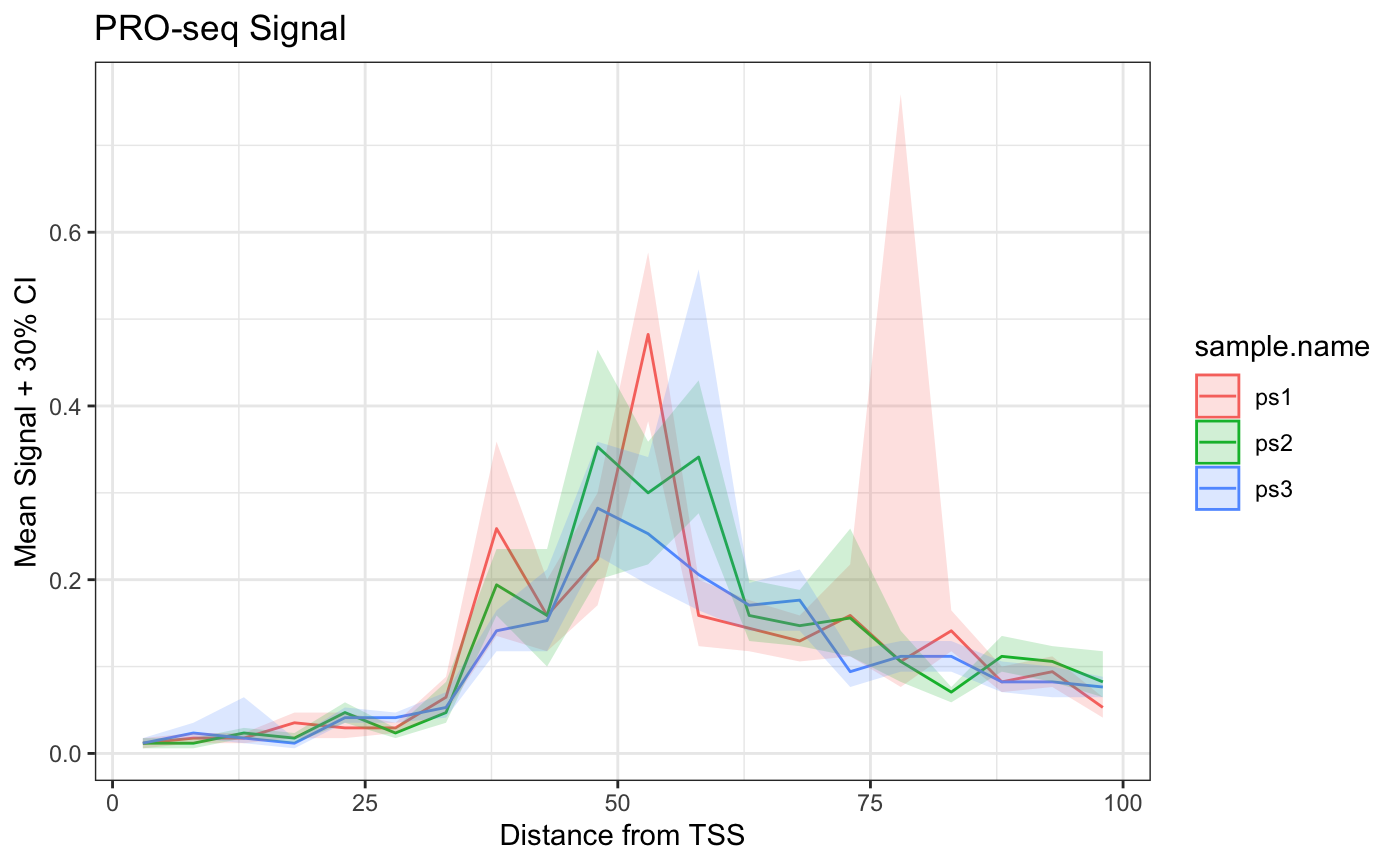 PRO-seq Signal
Mean Signal + 30% CI
0.6
0.4
0.2
0.0
0 25 50 75 100
Distance from TSS
sample.name
ps1
ps2
ps3